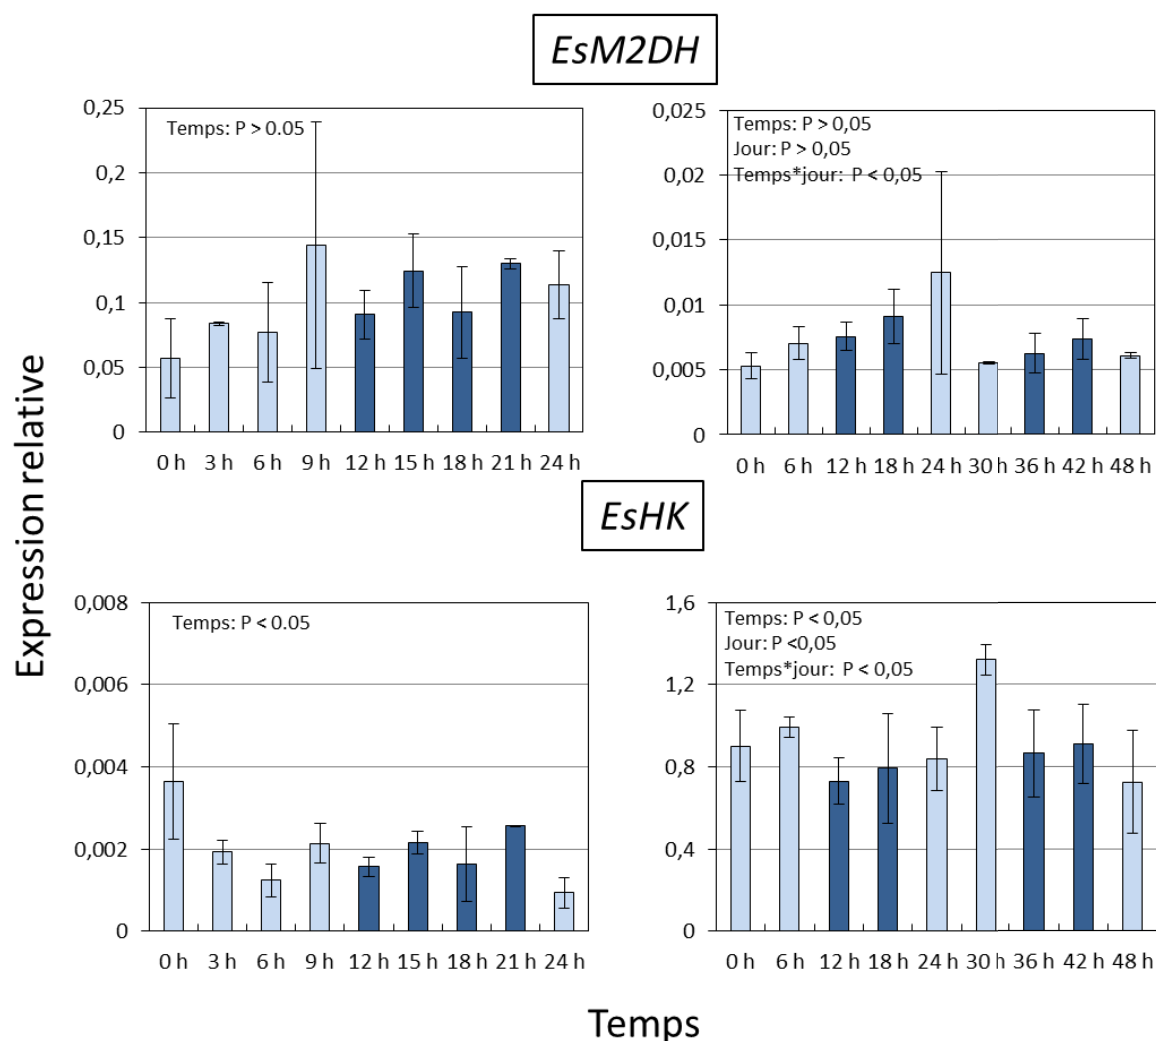 EsM2DH
0,25
0,2
0,15
0,1
0,05
0
Temps: P > 0.05
0 h 3 h 6 h 9 h 12 h 15 h 18 h 21 h 24 h
0,025
0,02
0,015
0,01
0,005
0
Temps: P > 0,05
Jour: P > 0,05
Temps*jour: P < 0,05
0 h 6 h 12 h 18 h 24 h 30 h 36 h 42 h 48 h
Expression relative
EsHK
0,008
0,006
0,004
0,002
0
Temps: P < 0.05
0 h 3 h 6 h 9 h 12 h 15 h 18 h 21 h 24 h
1,6
1,2
0,8
0,4
0
Temps: P < 0,05
Jour: P <0,05
Temps*jour: P < 0,05
0 h 6 h 12 h 18 h 24 h 30 h 36 h 42 h 48 h
Temps